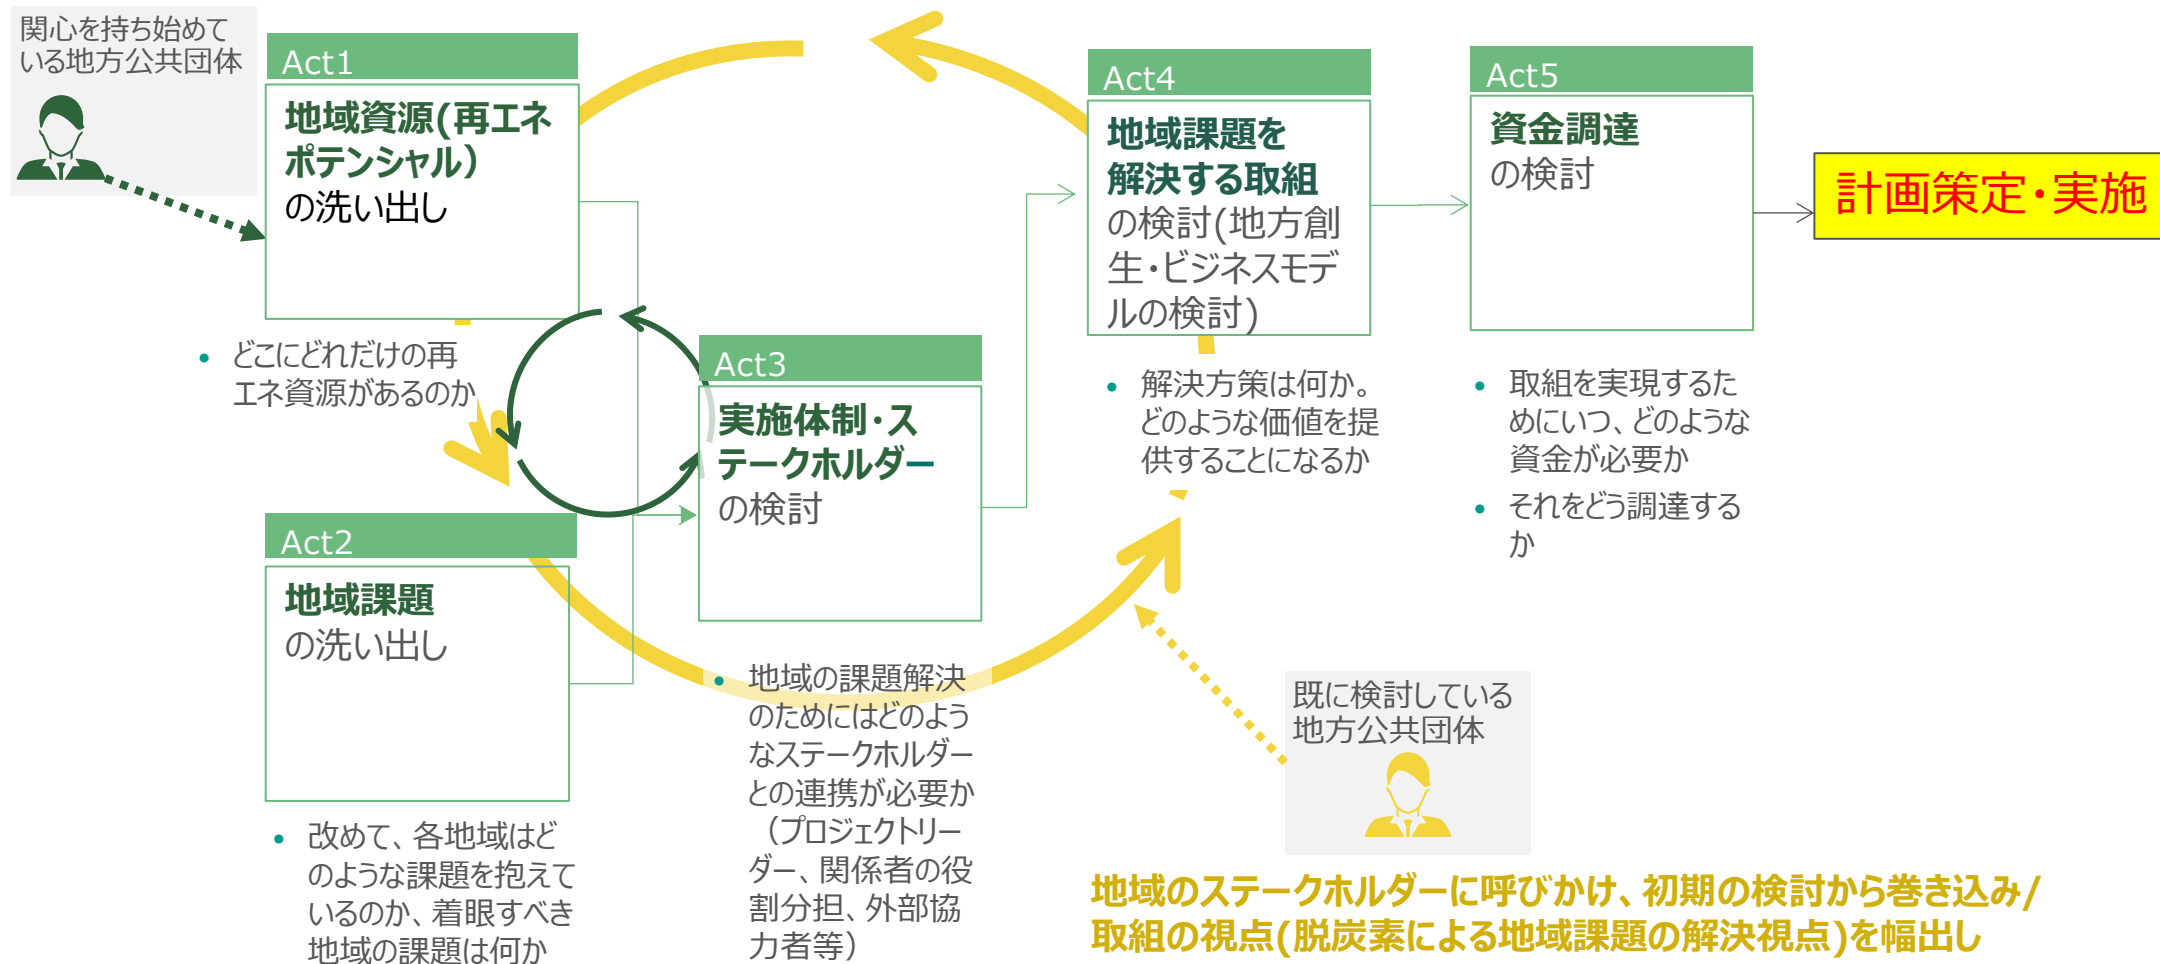 関心を持ち始めて
いる地方公共団体
Act1
地域資源(再エネ
ポテンシャル）
の洗い出し
• どこにどれだけの再
エネ資源があるのか
Act2
地域課題
の洗い出し
• 改めて、各地域はど
のような課題を抱えて
いるのか、着眼すべき
地域の課題は何か
Act3
実施体制・ス
テークホルダー
の検討
• 地域の課題解決
のためにはどのよう
なステークホルダー
との連携が必要か
（プロジェクトリー
ダー、関係者の役
割分担、外部協
力者等）
Act4
地域課題を
解決する取組
の検討(地方創
生・ビジネスモデ
ルの検討)
• 解決方策は何か。
どのような価値を提
供することになるか
Act5
資金調達
の検討
• 取組を実現するた
めにいつ、どのような
資金が必要か
• それをどう調達する
か
計画策定・実施
既に検討している
地方公共団体
地域のステークホルダーに呼びかけ、初期の検討から巻き込み/
取組の視点(脱炭素による地域課題の解決視点)を幅出し